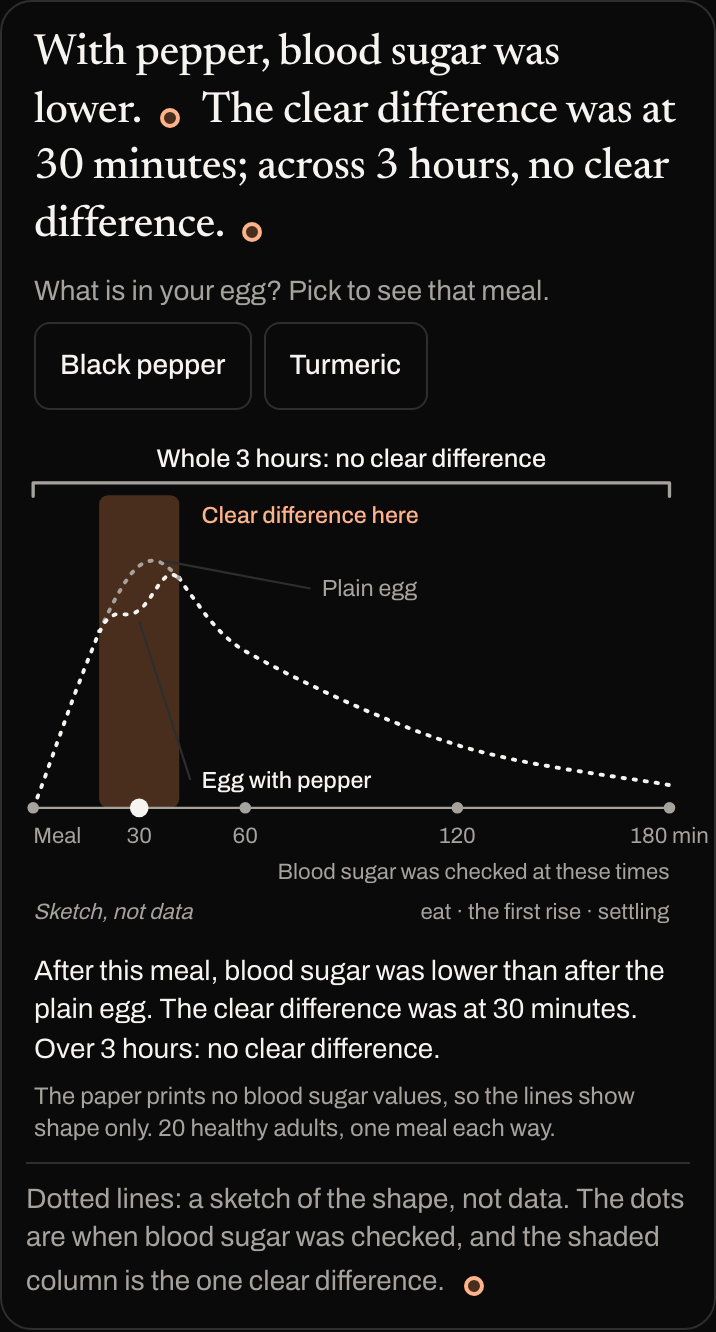 With pepper, blood sugar was
lower. The clear difference was at
30 minutes; across 3 hours, no clear
difference.
What is in your egg? Pick to see that meal.
Black pepper
Turmeric
Whole 3 hours: no clear difference
Clear difference here
Plain egg
Egg with pepper
Meal 30 60 120 180 min
Blood sugar was checked at these times
Sketch, not data
eat · the first rise · settling
After this meal, blood sugar was lower than after the
plain egg. The clear difference was at 30 minutes.
Over 3 hours: no clear difference.
The paper prints no blood sugar values, so the lines show
shape only. 20 healthy adults, one meal each way.
Dotted lines: a sketch of the shape, not data. The dots
are when blood sugar was checked, and the shaded
column is the one clear difference.